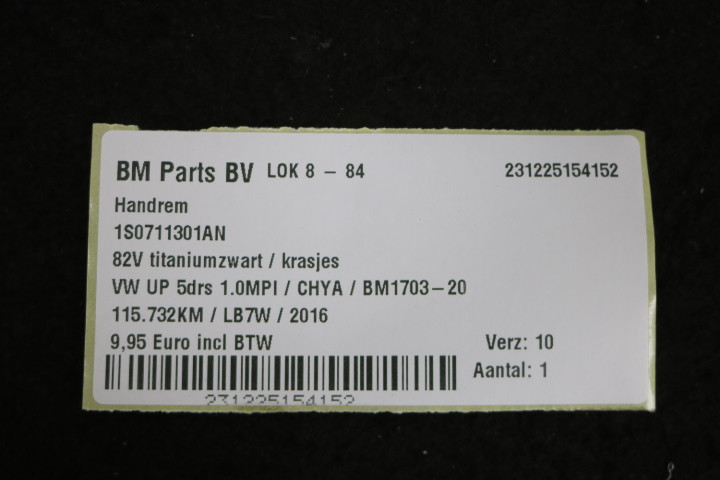 BM Parts BV LOK 8 – 84 231225154152
Handrem
1S0711301AN
82V titaniumzwart / krasjes
VW UP 5drs 1.0MPI / CHYA / BM1703–20
115.732KM / LB7W / 2016
9,95 Euro incl BTW Verz: 10
Aantal: 1
231225154152